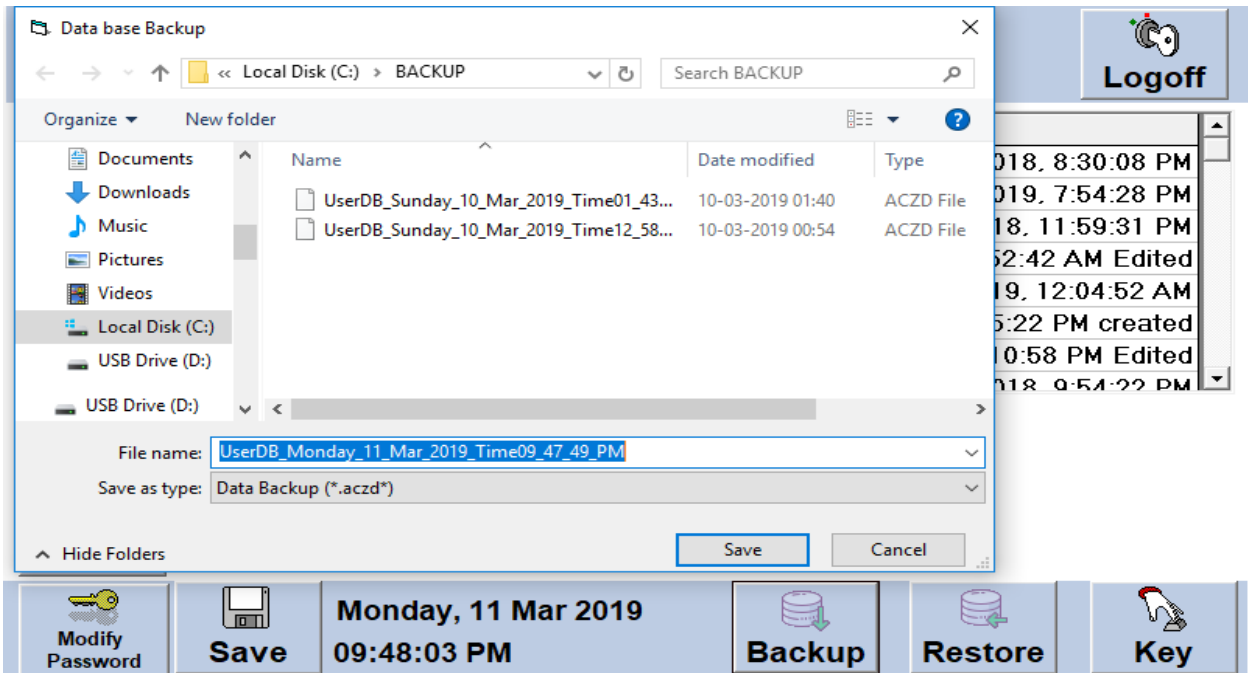 Data base Backup
« Local Disk (C:) > BACKUP
Search BACKUP
Logoff
Organize
New folder
?
Documents
Downloads
Music
Pictures
Videos
Local Disk (C:)
USB Drive (D:)
USB Drive (D:)
Name Date modified Type
UserDB_Sunday_10_Mar_2019_Time01_43... 10-03-2019 01:40 ACZD File
UserDB_Sunday_10_Mar_2019_Time12_58... 10-03-2019 00:54 ACZD File
018, 8:30:08 PM
019, 7:54:28 PM
18, 11:59:31 PM
52:42 AM Edited
19, 12:04:52 AM
5:22 PM created
10:58 PM Edited
018, 9:54:22 PM
File name: UserDB_Monday_11_Mar_2019_Time09_47_49_PM
Save as type: Data Backup (*.aczd*)
Hide Folders
Save
Cancel
Modify
Password
Save
Monday, 11 Mar 2019
09:48:03 PM
Backup
Restore
Key